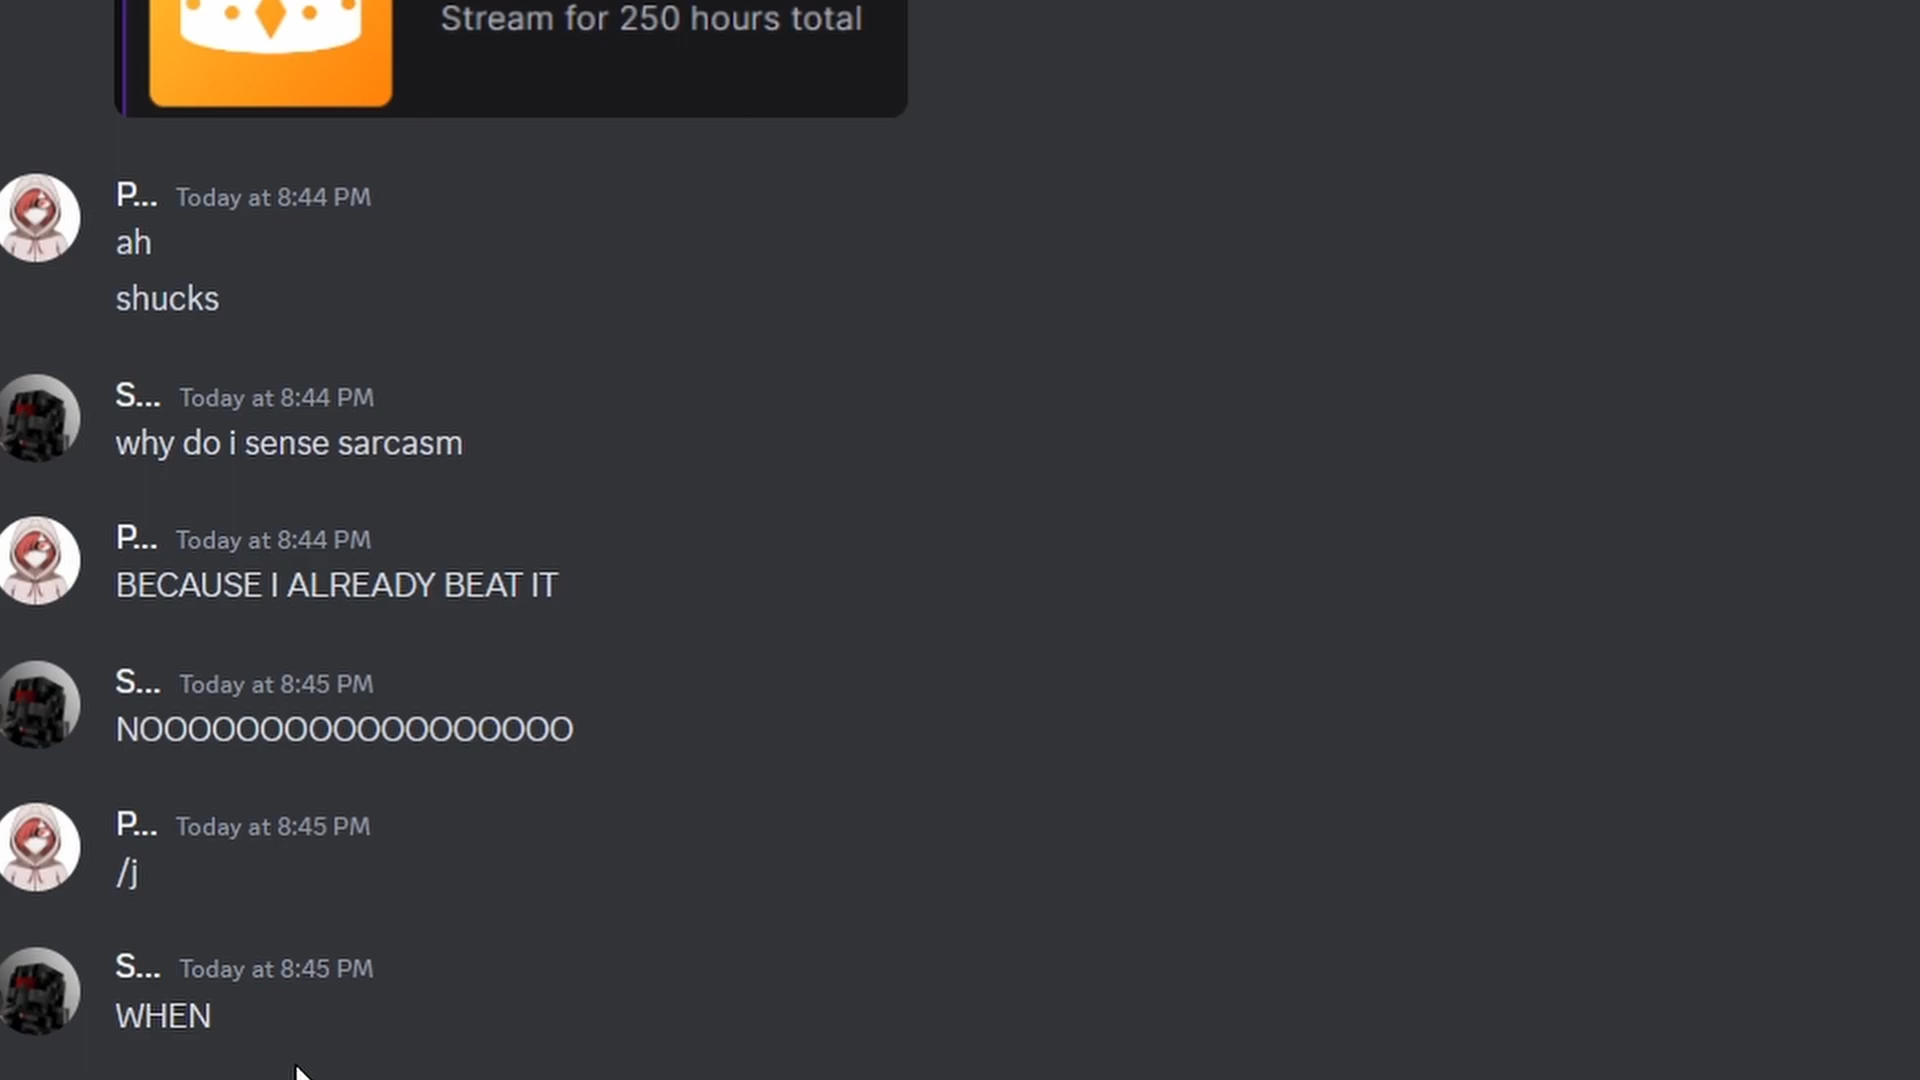 Stream for 250 hours total
P... Today at 8:44 PM
ah
shucks
S... Today at 8:44 PM
why do i sense sarcasm
P... Today at 8:44 PM
BECAUSE I ALREADY BEAT IT
S... Today at 8:45 PM
NOOOOOOOOOOOOOOOOOO
P... Today at 8:45 PM
/j
S... Today at 8:45 PM
WHEN